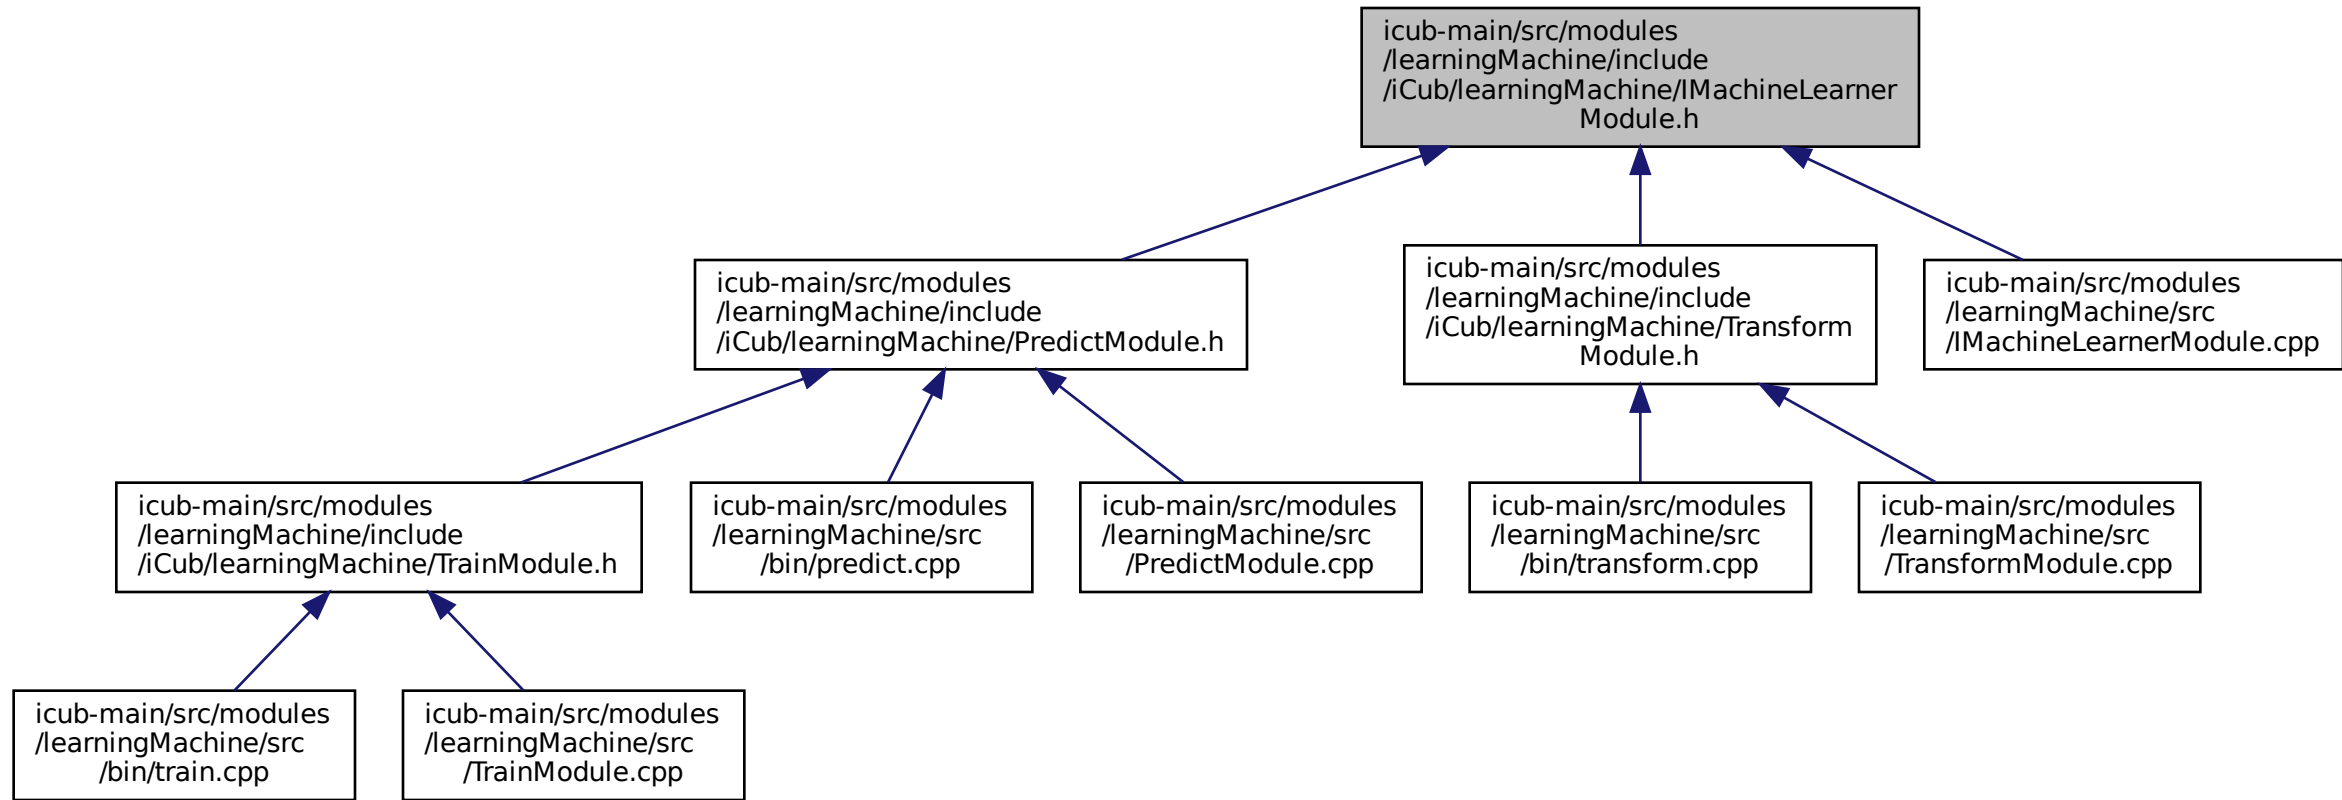 icub-main/src/modules
/learningMachine/include
/iCub/learningMachine/IMachineLearner
Module.h
icub-main/src/modules
/learningMachine/include
/iCub/learningMachine/PredictModule.h
icub-main/src/modules
/learningMachine/include
/iCub/learningMachine/Transform
Module.h
icub-main/src/modules
/learningMachine/src
/IMachineLearnerModule.cpp
icub-main/src/modules
/learningMachine/include
/iCub/learningMachine/TrainModule.h
icub-main/src/modules
/learningMachine/src
/bin/predict.cpp
icub-main/src/modules
/learningMachine/src
/PredictModule.cpp
icub-main/src/modules
/learningMachine/src
/bin/transform.cpp
icub-main/src/modules
/learningMachine/src
/TransformModule.cpp
icub-main/src/modules
/learningMachine/src
/bin/train.cpp
icub-main/src/modules
/learningMachine/src
/TrainModule.cpp